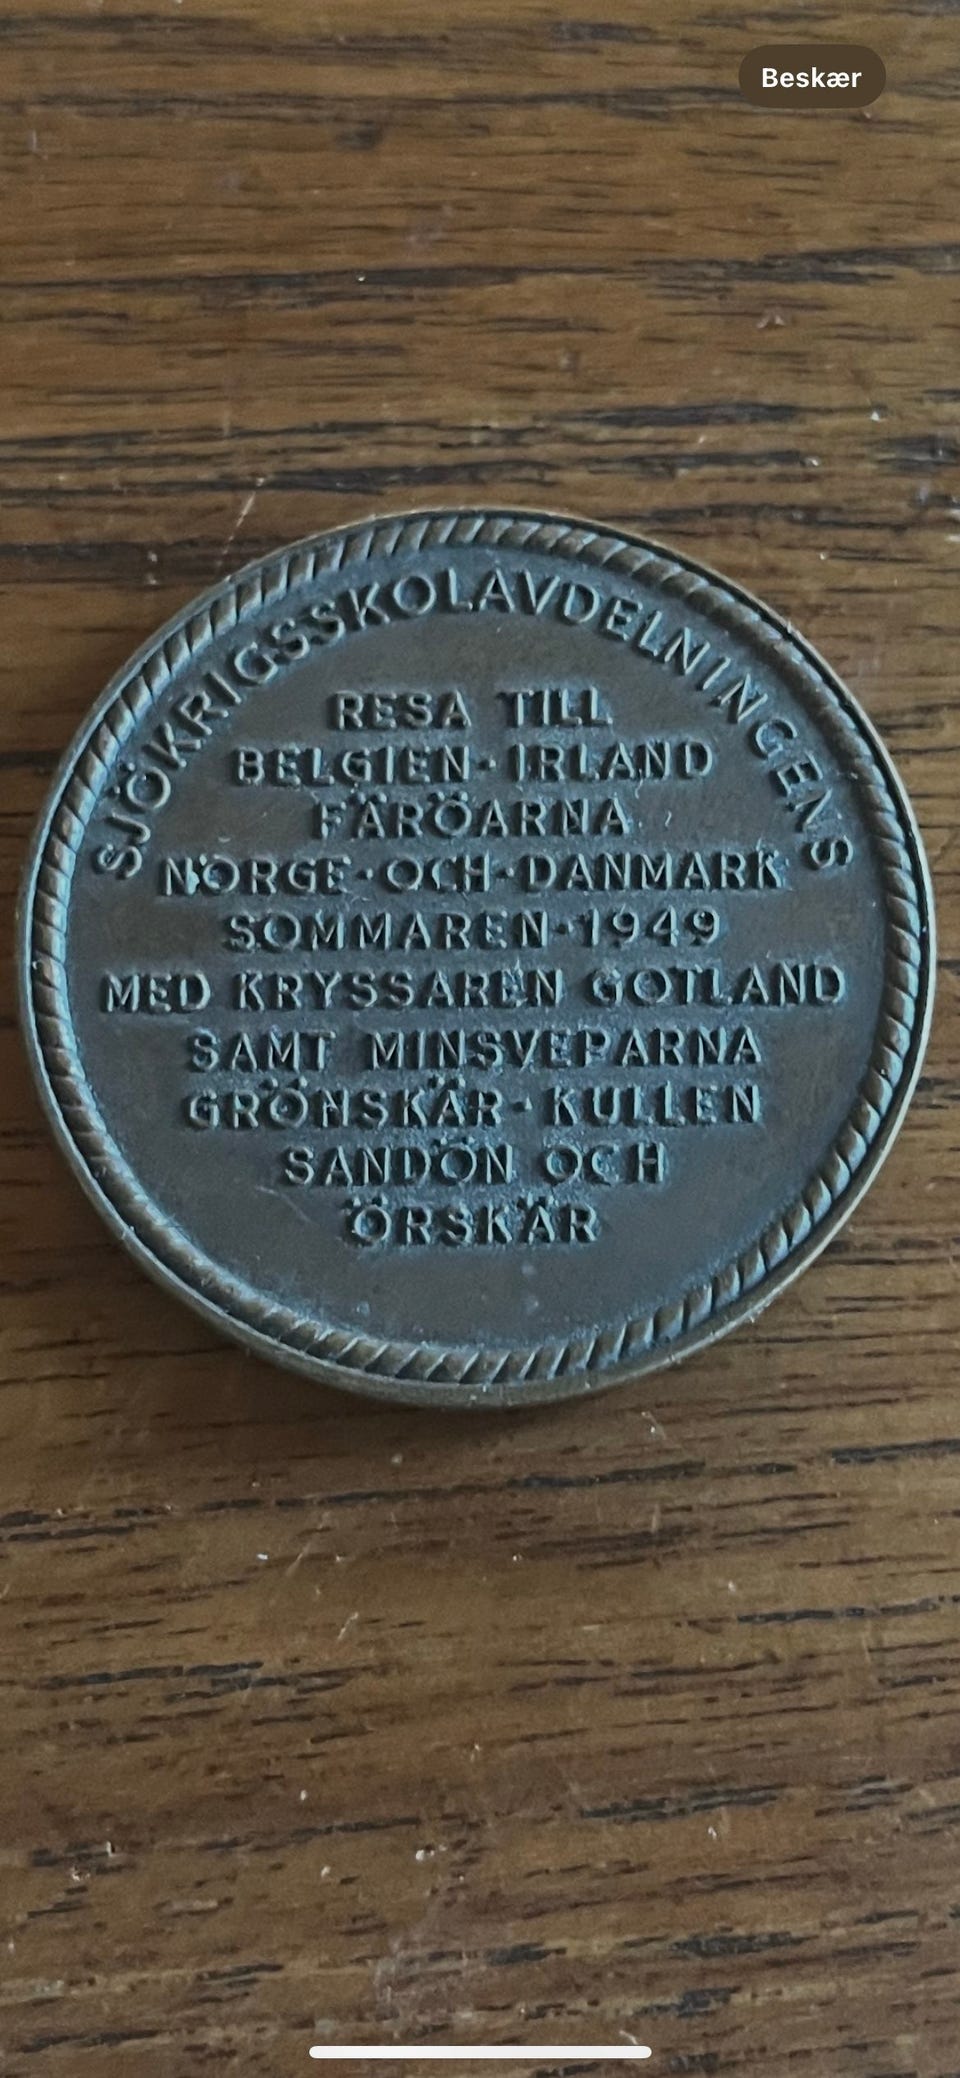 Beskær
SJÖKRIGSSKOLAVDELNINGENS
RESA TILL
BELGIEN · IRLAND
FÄRÖARNA
NORGE · OCH · DANMARK
SOMMAREN · 1949
MED KRYSSAREN GOTLAND
SAMT MINSVEPARNA
GRÖNSKÄR · KULLEN
SANDÖN OCH
ÖRSKÄR